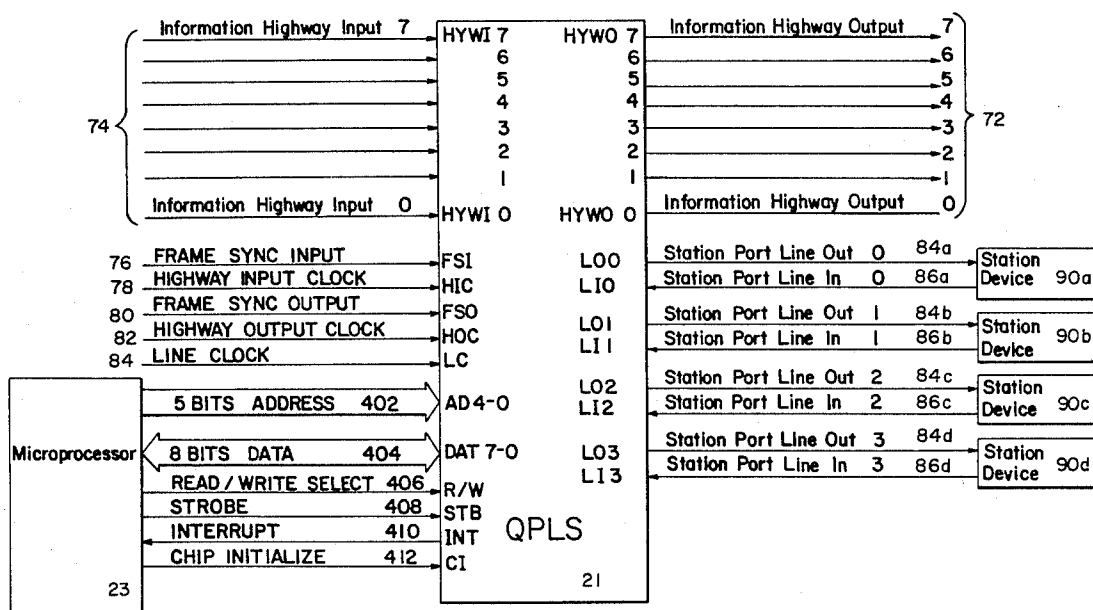 Information Highway Input 7 HYWI 7 HYWO 7 Information Highway Output 7
6 6 6
5 5 5
4 4 4
74 3 3 3 72
2 2 2
1 1 1
Information Highway Input 0 HYWI 0 HYWO 0 Information Highway Output 0
76 FRAME SYNC INPUT FSI LO0 Station Port Line Out 0 84a Station
78 HIGHWAY INPUT CLOCK HIC LI0 Station Port Line In 0 86a Device 90a
80 FRAME SYNC OUTPUT FSO LO1 Station Port Line Out 1 84b Station
82 HIGHWAY OUTPUT CLOCK HOC LI1 Station Port Line In 1 86b Device 90b
84 LINE CLOCK LC
5 BITS ADDRESS 402 AD 4-0 LO2 Station Port Line Out 2 84c Station
LI2 Station Port Line In 2 86c Device 90c
Microprocessor 8 BITS DATA 404 DAT 7-0 LO3 Station Port Line Out 3 84d Station
LI3 Station Port Line In 3 86d Device 90d
READ / WRITE SELECT 406 R/W
STROBE 408 STB
INTERRUPT 410 INT QPLS
CHIP INITIALIZE 412 CI
23 21